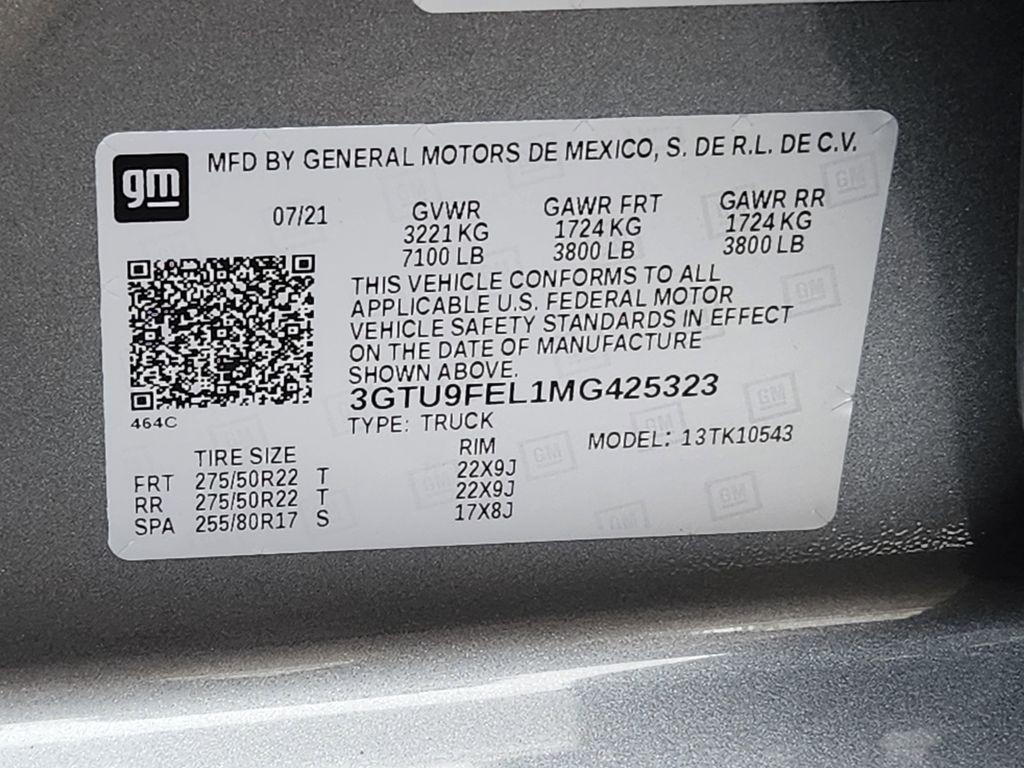 gm
MFD BY GENERAL MOTORS DE MEXICO, S. DE R.L. DE C.V.
07/21
GVWR GAWR FRT GAWR RR
3221 KG 1724 KG 1724 KG
7100 LB 3800 LB 3800 LB
THIS VEHICLE CONFORMS TO ALL
APPLICABLE U.S. FEDERAL MOTOR
VEHICLE SAFETY STANDARDS IN EFFECT
ON THE DATE OF MANUFACTURE
SHOWN ABOVE.
3GTU9FEL1MG425323
464C
TYPE: TRUCK
MODEL: 13TK10543
TIRE SIZE RIM
FRT 275/50R22 T 22X9J
RR 275/50R22 T 22X9J
SPA 255/80R17 S 17X8J